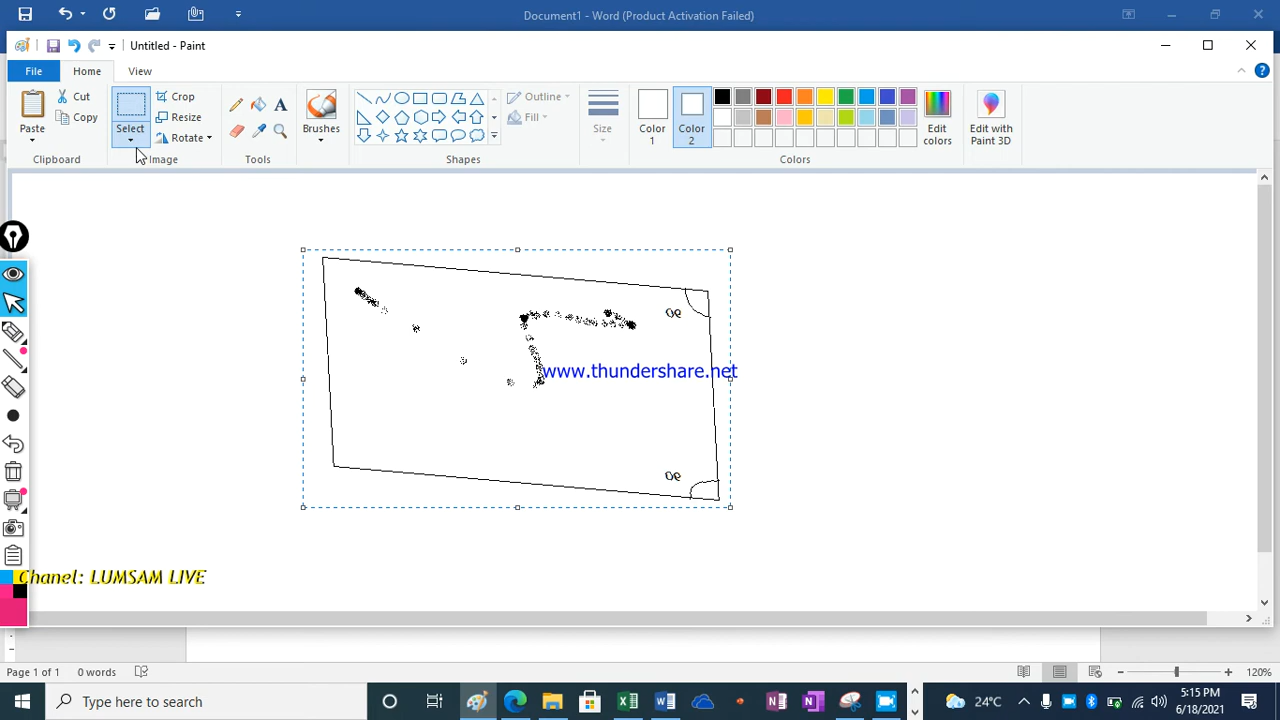 Document1 - Word (Product Activation Failed)
Untitled - Paint
File
Home
View
Paste
Cut
Copy
Clipboard
Select
Crop
Resize
Rotate
Image
A
Tools
Brushes
Outline
Fill
Shapes
Size
Color
1
Color
2
Edit
colors
Colors
Edit with
Paint 3D
www.thundershare.net
Chanel: LUMSAM LIVE
Page 1 of 1
0 words
120%
Type here to search
24°C
5:15 PM
6/18/2021